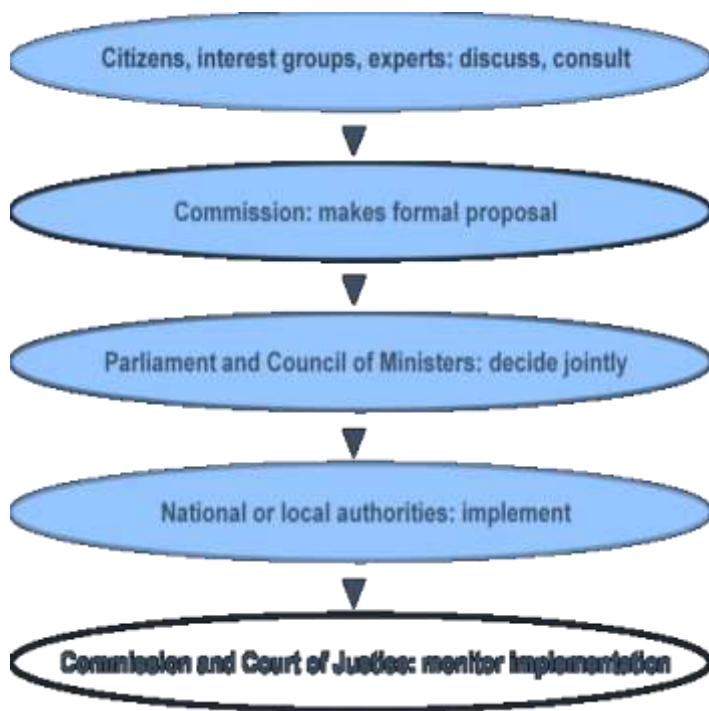 Citizens, interest groups, experts: discuss, consult
Commission: makes formal proposal
Parliament and Council of Ministers: decide jointly
National or local authorities: implement
Commission and Court of Justice: monitor implementation